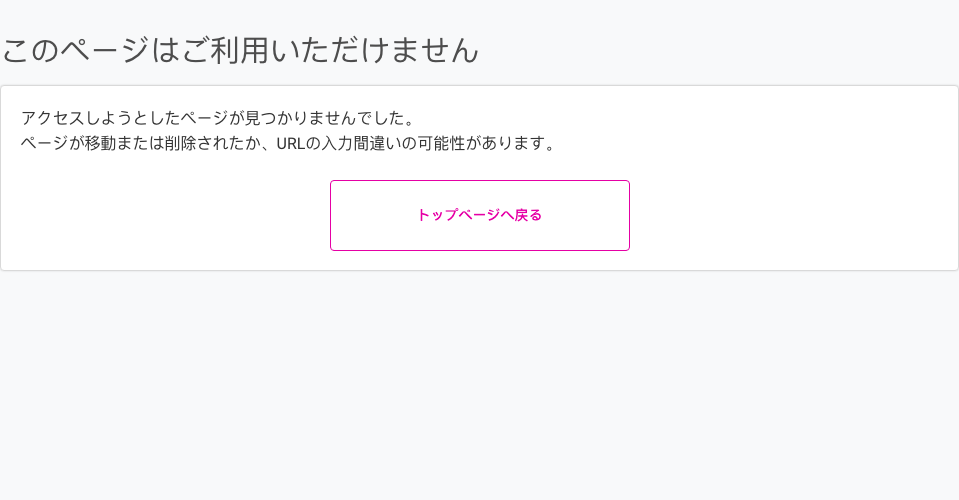 このページはご利用いただけません
アクセスしようとしたページが見つかりませんでした。
ページが移動または削除されたか、URLの入力間違いの可能性があります。
トップページへ戻る